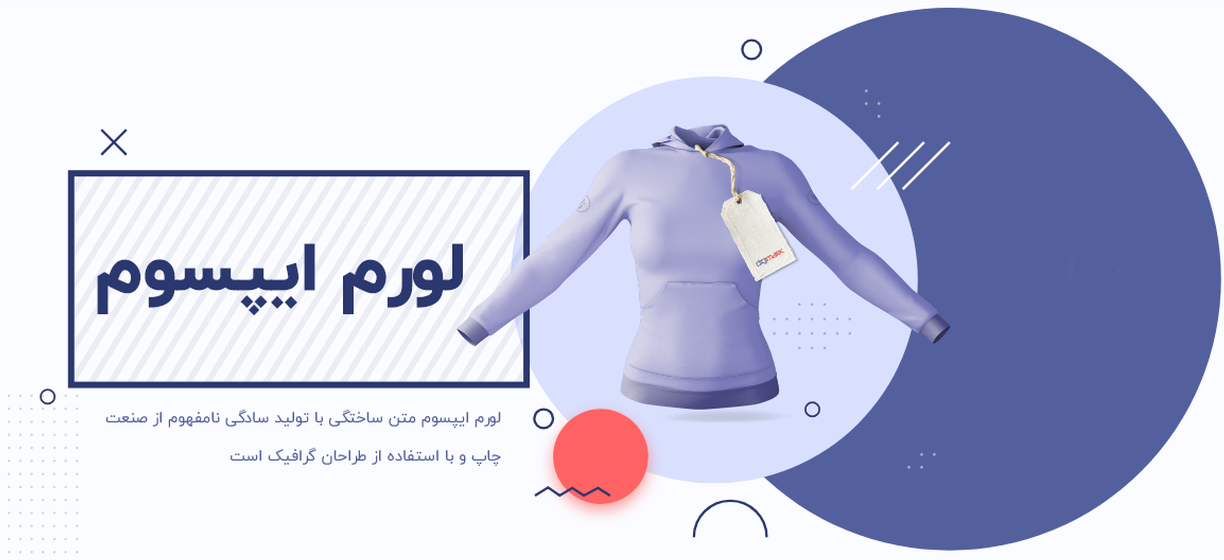 لورم ایپسوم
لورم ایپسوم متن ساختگی با تولید سادگی نامفهوم از صنعت
چاپ و با استفاده از طراحان گرافیک است